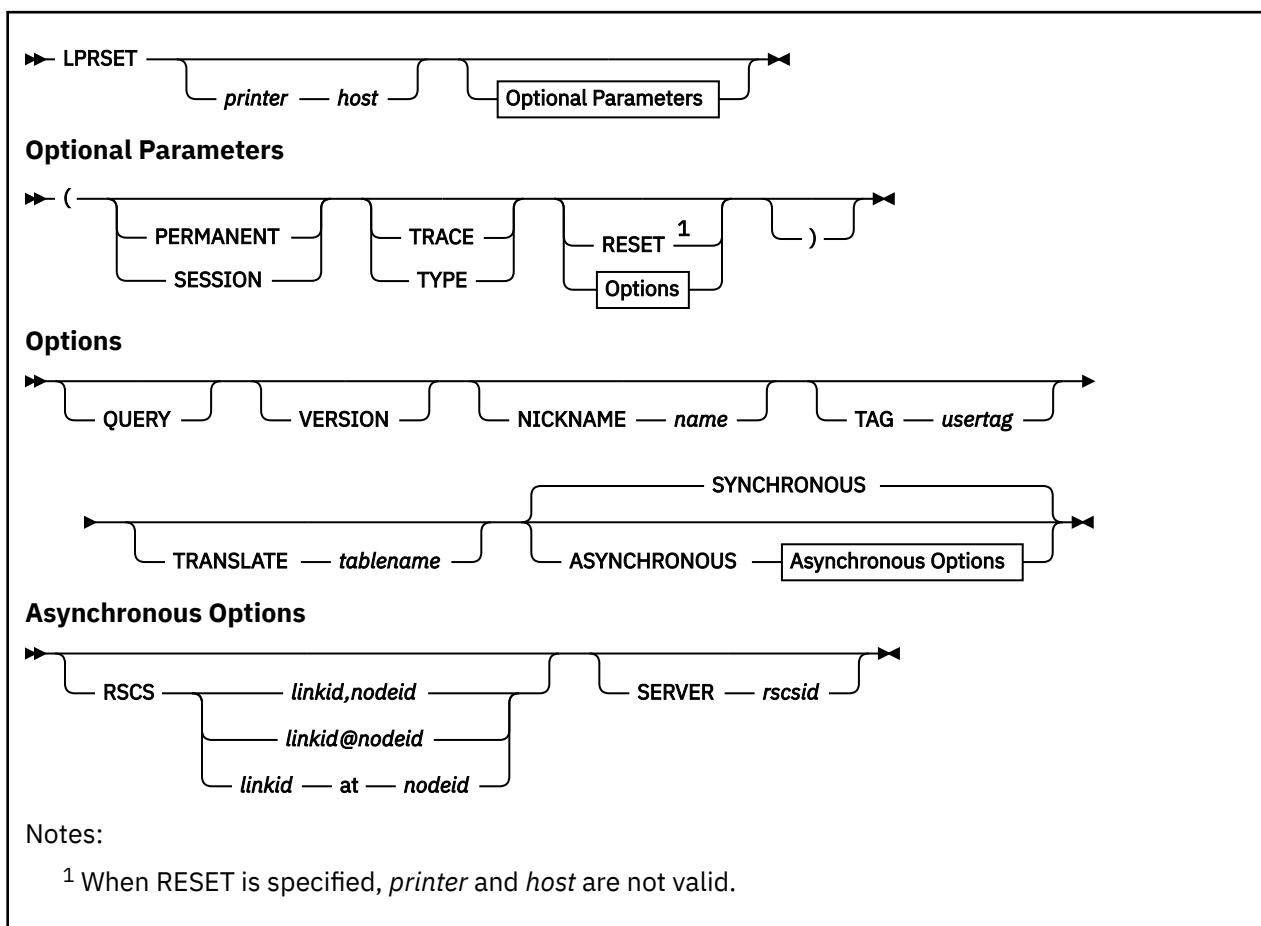 LPRSET
printer host Optional Parameters
Optional Parameters
(
PERMANENT TRACE RESET 1 )
SESSION TYPE Options
Options
QUERY VERSION NICKNAME name TAG usertag
SYNCHRONOUS
TRANSLATE tablename ASYNCHRONOUS Asynchronous Options
Asynchronous Options
RSCS linkid,nodeid SERVER rscsid
linkid@nodeid
linkid at nodeid
Notes:
1 When RESET is specified, printer and host are not valid.